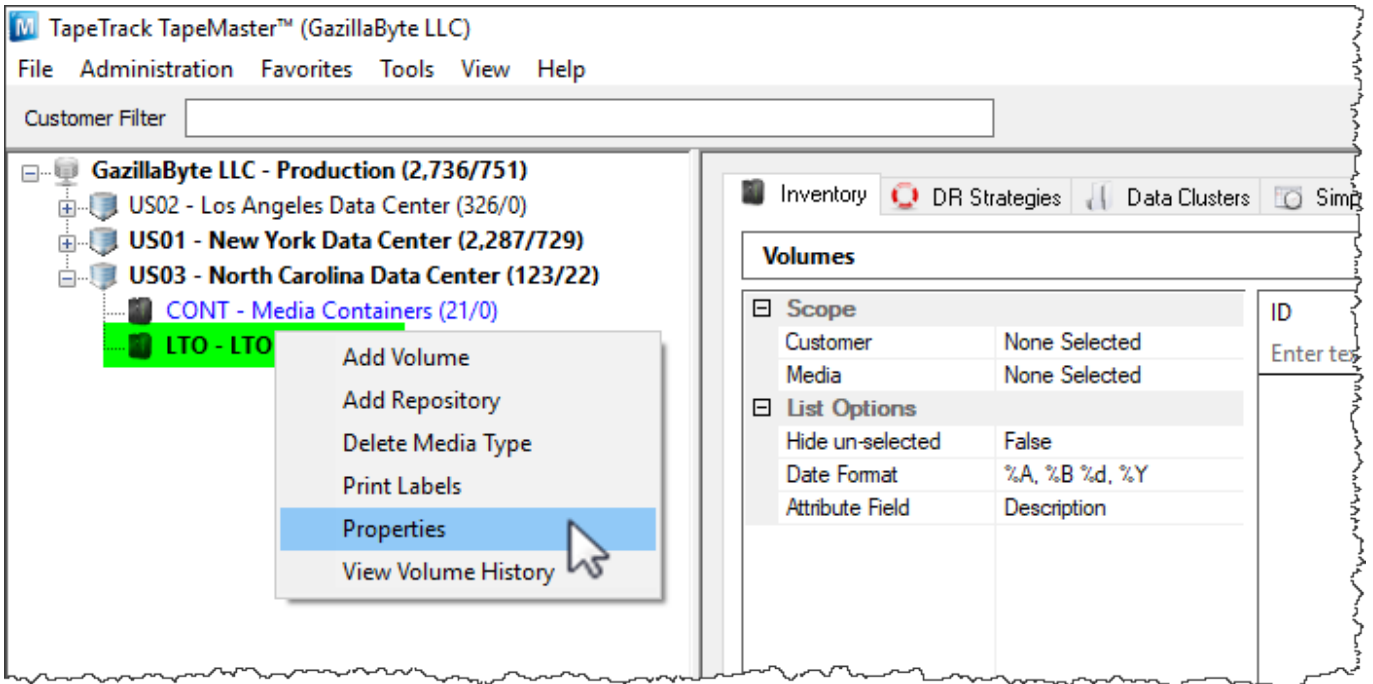 TapeTrack TapeMaster™ (GazillaByte LLC)
File Administration Favorites Tools View Help
Customer Filter
GazillaByte LLC - Production (2,736/751)
US02 - Los Angeles Data Center (326/0)
US01 - New York Data Center (2,287/729)
US03 - North Carolina Data Center (123/22)
CONT - Media Containers (21/0)
LTO - LTO
Add Volume
Add Repository
Delete Media Type
Print Labels
Properties
View Volume History
Inventory DR Strategies Data Clusters
Volumes
Scope
Customer None Selected
Media None Selected
List Options
Hide un-selected False
Date Format %A, %B %d, %Y
Attribute Field Description
ID
Enter